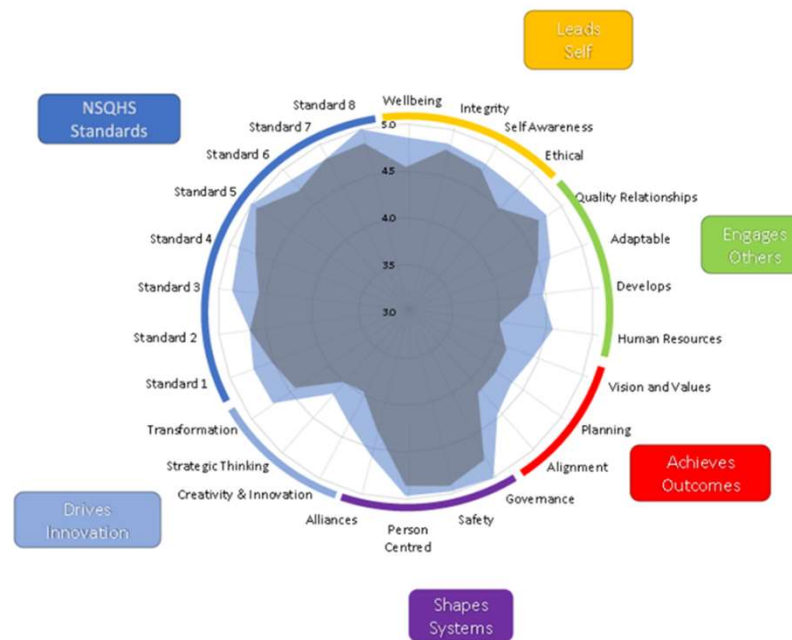 Leads
Self
NSQHS
Standards
Standard 8
Wellbeing
Integrity
Standard 7
5.0
Self Awareness
Standard 6
Ethical
4.5
Standard 5
Quality Relationships
4.0
Standard 4
Adaptable
Engages
Others
3.5
Standard 3
Develops
3.0
Standard 2
Human Resources
Standard 1
Vision and Values
Transformation
Planning
Strategic Thinking
Alignment
Achieves
Outcomes
Creativity & Innovation
Governance
Alliances
Safety
Person
Centred
Drives
Innovation
Shapes
Systems